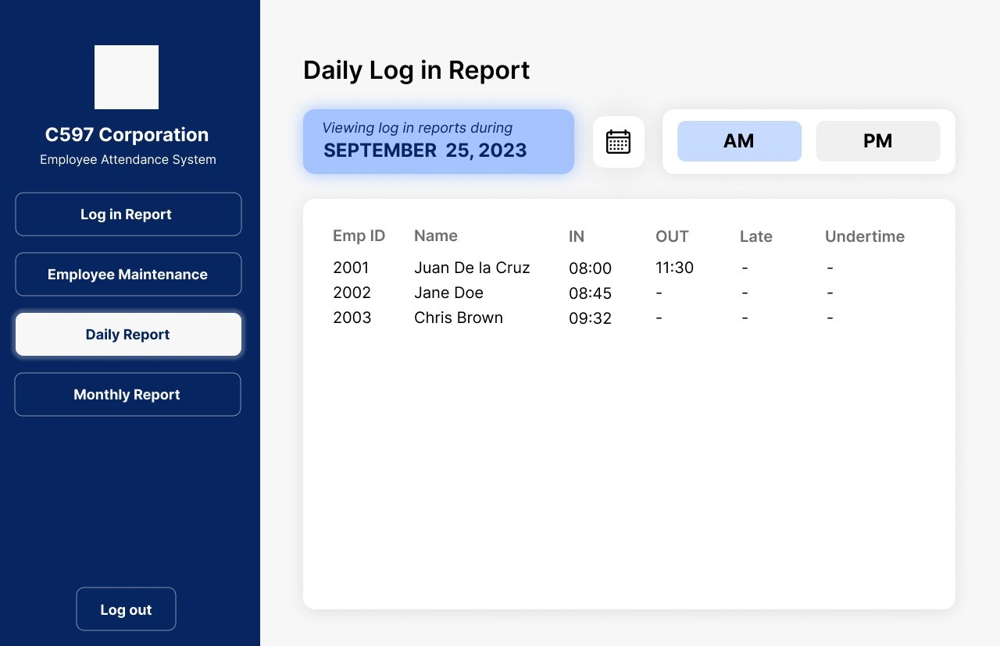 C597 Corporation
Employee Attendance System
Log in Report
Employee Maintenance
Daily Report
Monthly Report
Log out
Daily Log in Report
Viewing log in reports during
SEPTEMBER 25, 2023
AM PM
Emp ID Name IN OUT Late Undertime
2001 Juan De la Cruz 08:00 11:30 - -
2002 Jane Doe 08:45 - - -
2003 Chris Brown 09:32 - - -